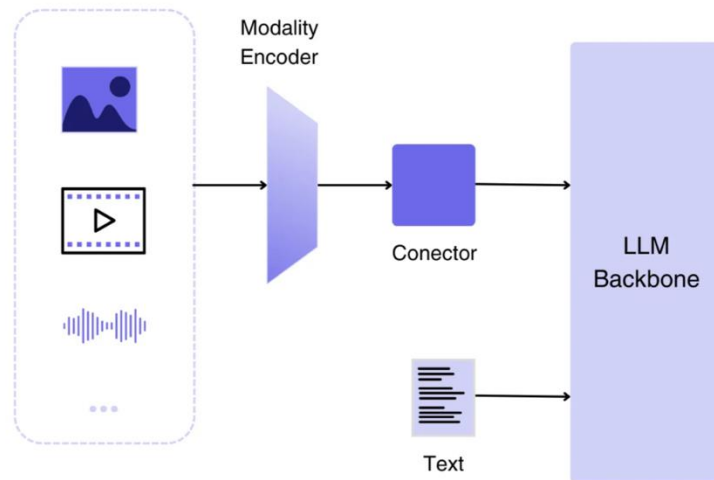 Modality
Encoder
Conector
LLM
Backbone
Text